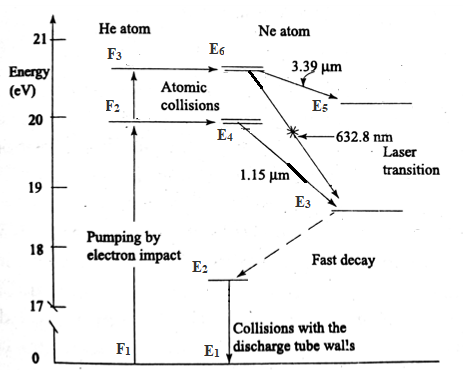 He atom
Ne atom
21
F3
E6
3.39 µm
Energy
(eV)
Atomic
collisions
F2
E5
20
E4
632.8 nm
Laser
transition
1.15 µm
19
E3
Pumping by
electron impact
18
E2
Fast decay
17
Collisions with the
discharge tube walls
0
F1
E1